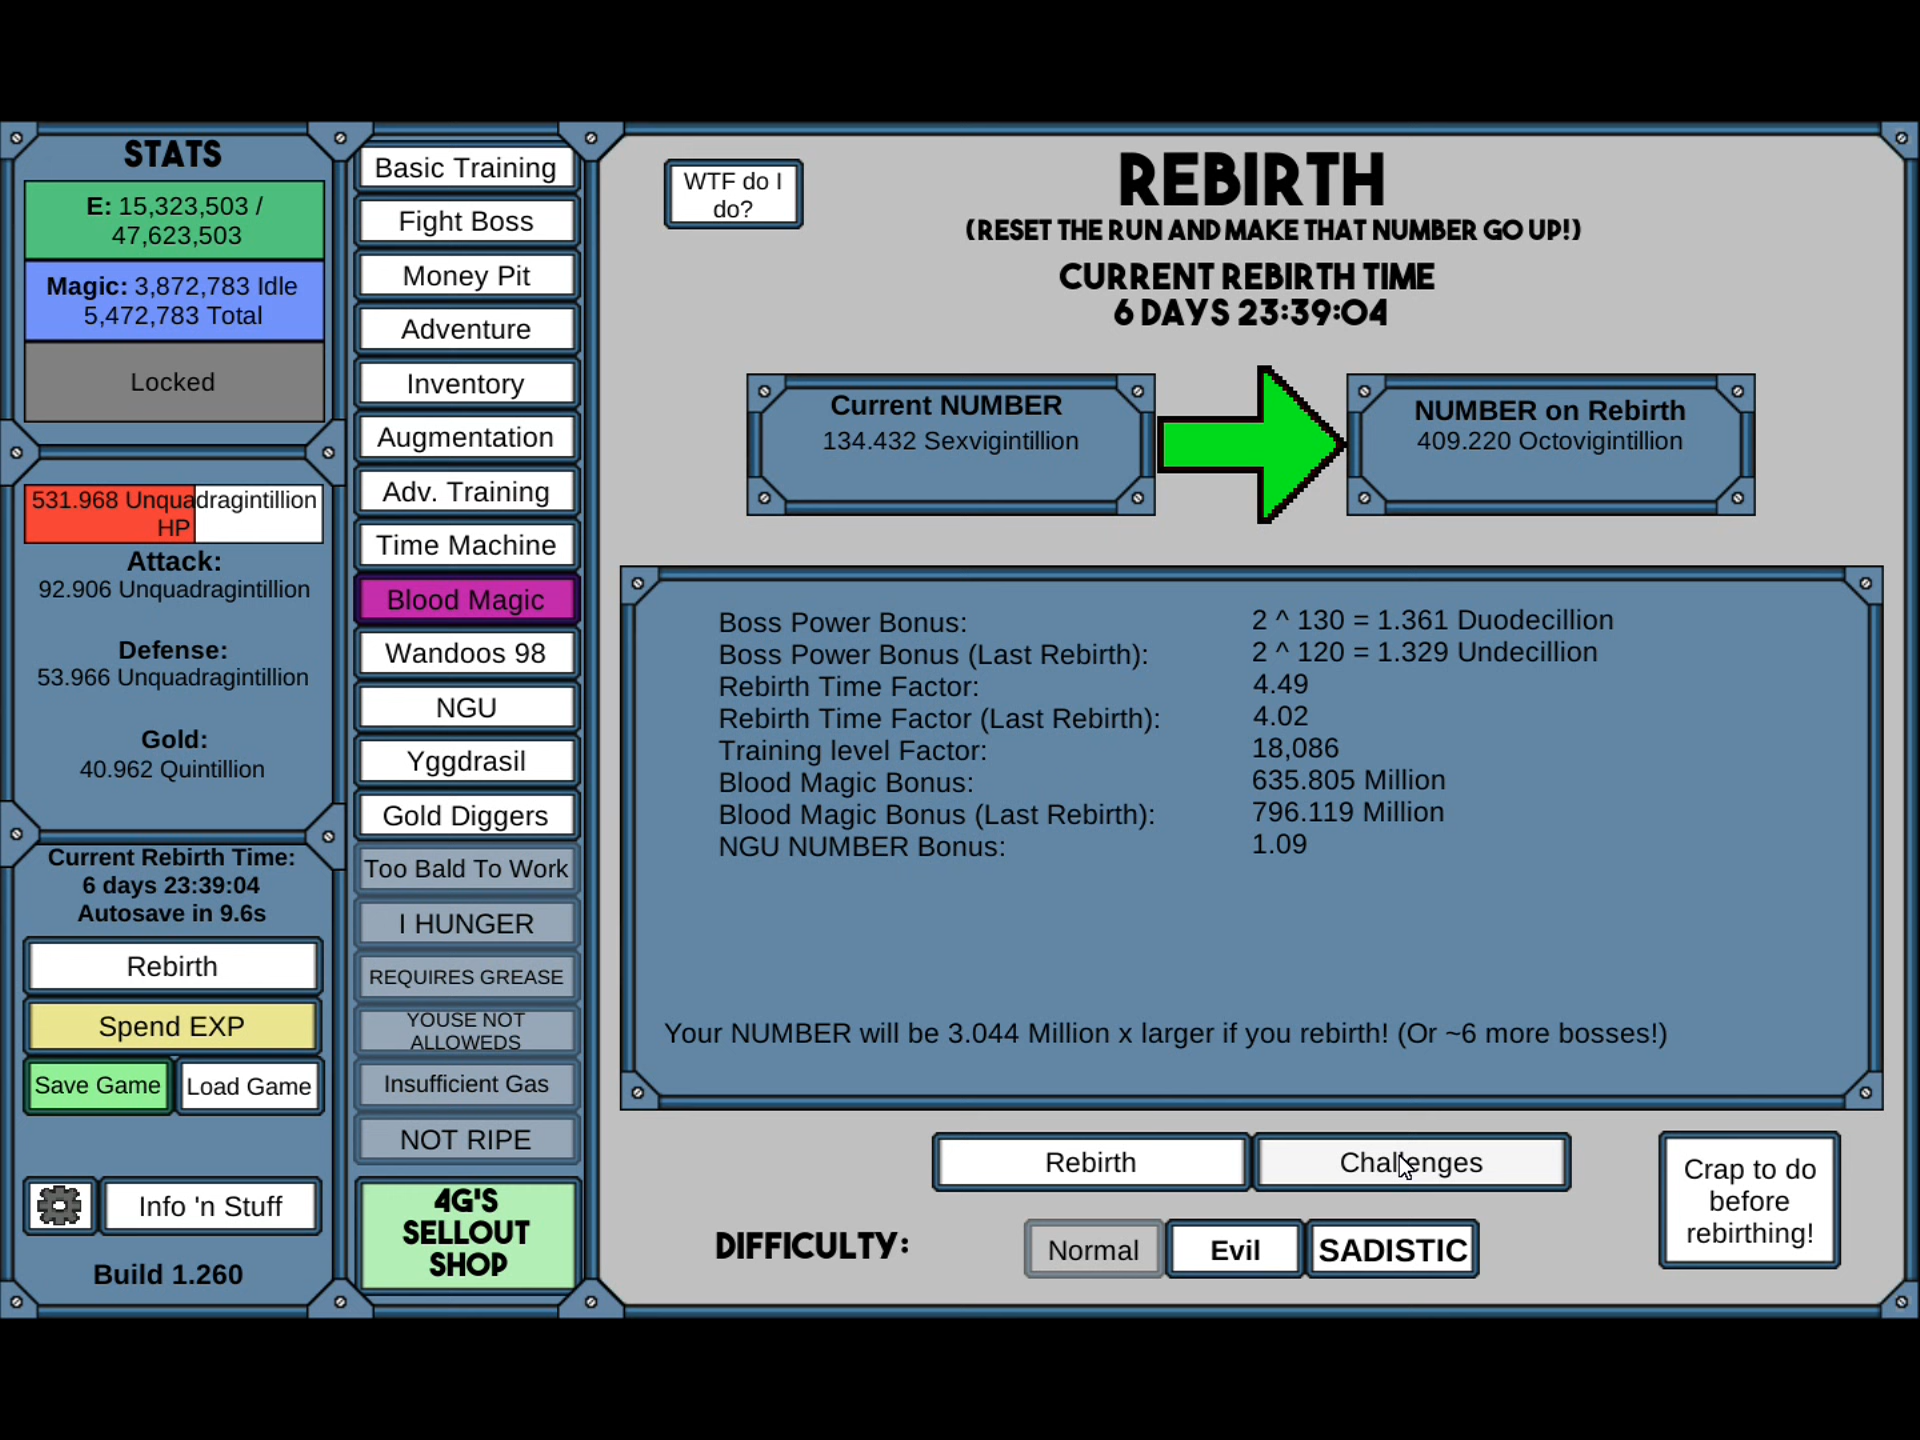 STATS
E: 15,323,503 /
47,623,503
Magic: 3,872,783 Idle
5,472,783 Total
Locked
531.968 Unquadragintillion
HP
Attack:
92.906 Unquadragintillion
Defense:
53.966 Unquadragintillion
Gold:
40.962 Quintillion
Current Rebirth Time:
6 days 23:39:04
Autosave in 9.6s
Rebirth
Spend EXP
Save Game
Load Game
Info 'n Stuff
Build 1.260
Basic Training
Fight Boss
Money Pit
Adventure
Inventory
Augmentation
Adv. Training
Time Machine
Blood Magic
Wandoos 98
NGU
Yggdrasil
Gold Diggers
Too Bald To Work
I HUNGER
REQUIRES GREASE
YOUSE NOT
ALLOWEDS
Insufficient Gas
NOT RIPE
4G'S
SELLOUT
SHOP
WTF do I
do?
REBIRTH
(RESET THE RUN AND MAKE THAT NUMBER GO UP!)
CURRENT REBIRTH TIME
6 DAYS 23:39:04
Current NUMBER
134.432 Sexvigintillion
NUMBER on Rebirth
409.220 Octovigintillion
Boss Power Bonus: 2 ^ 130 = 1.361 Duodecillion
Boss Power Bonus (Last Rebirth): 2 ^ 120 = 1.329 Undecillion
Rebirth Time Factor: 4.49
Rebirth Time Factor (Last Rebirth): 4.02
Training level Factor: 18,086
Blood Magic Bonus: 635.805 Million
Blood Magic Bonus (Last Rebirth): 796.119 Million
NGU NUMBER Bonus: 1.09
Your NUMBER will be 3.044 Million x larger if you rebirth! (Or ~6 more bosses!)
Rebirth
Challenges
DIFFICULTY:
Normal
Evil
SADISTIC
Crap to do
before
rebirthing!